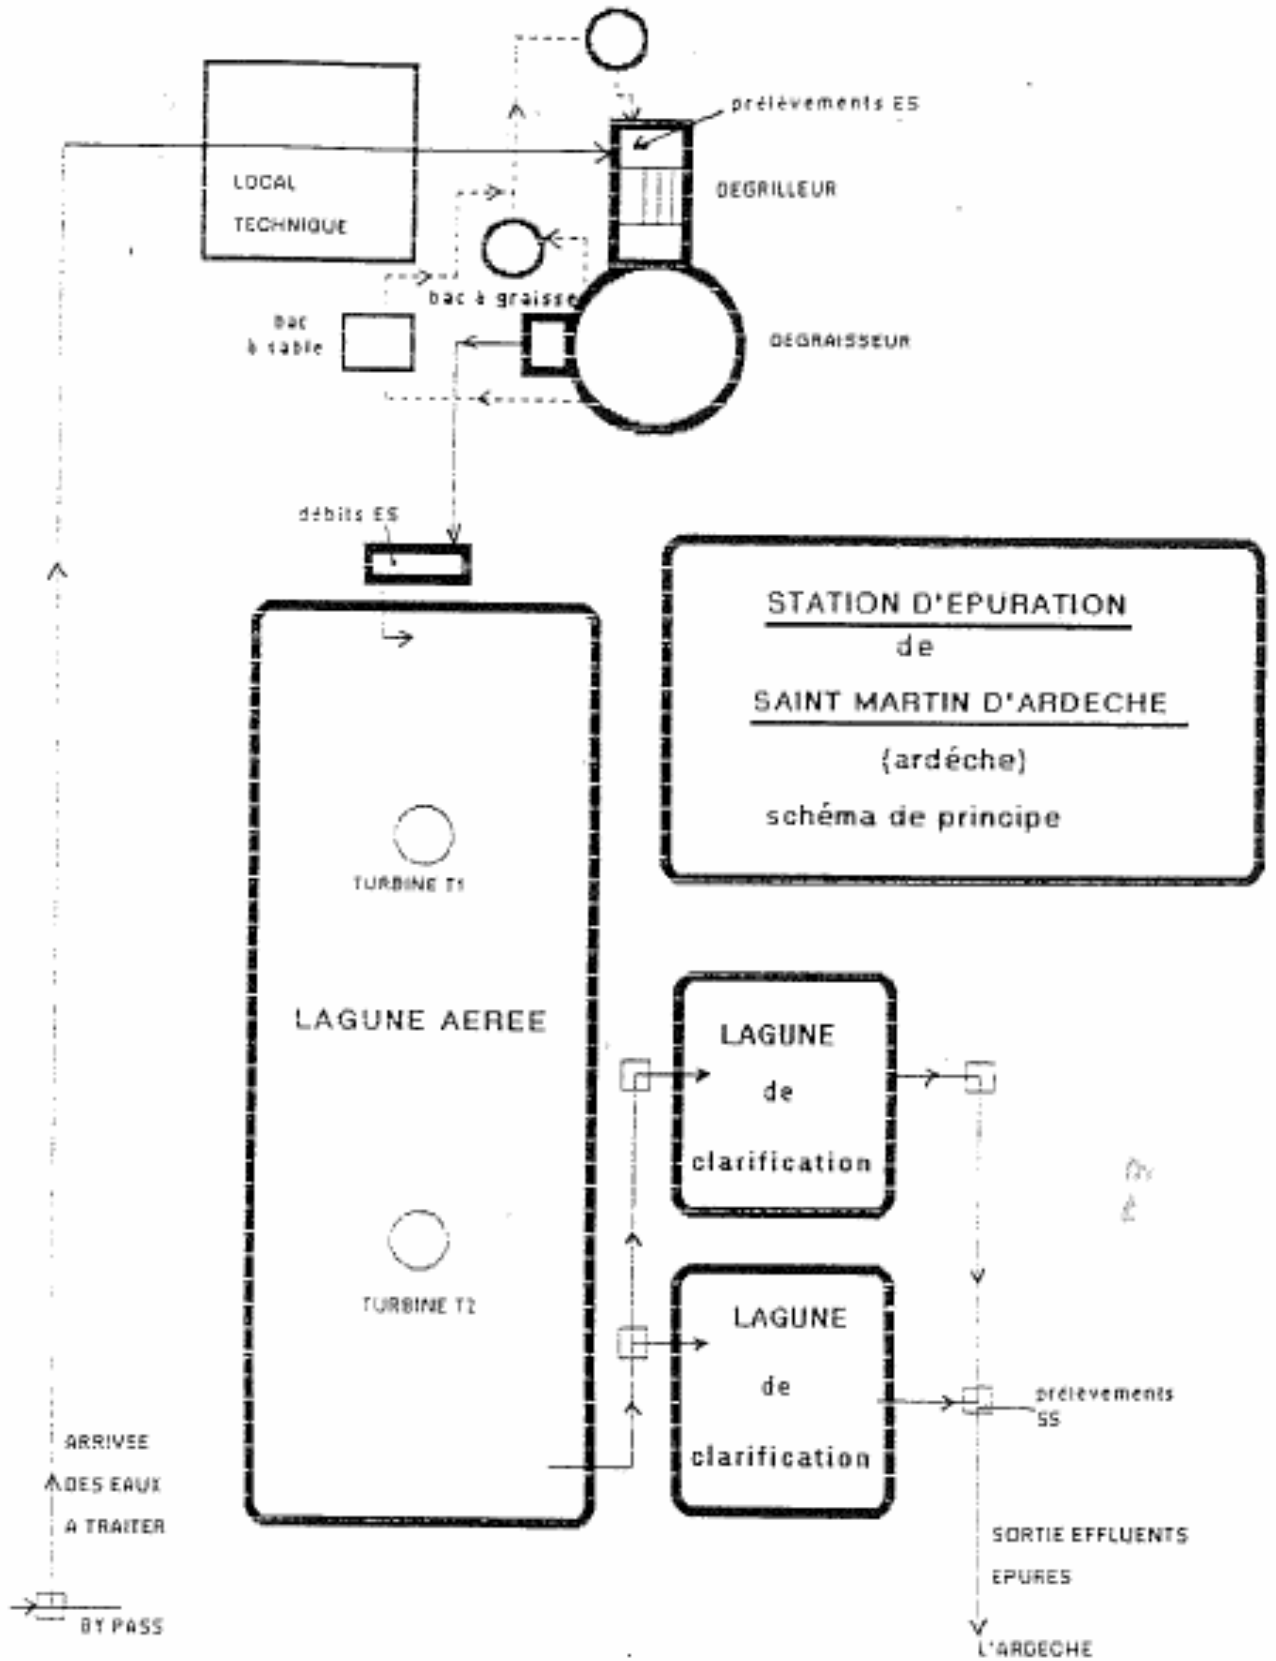 prélèvements ES
LOCAL
TECHNIQUE
DEGRILLEUR
bac à graisse
bac
à sable
DEGRAISSEUR
débits ES
STATION D'EPURATION
de
SAINT MARTIN D'ARDECHE
(ardéche)
schéma de principe
TURBINE T1
LAGUNE AEREE
LAGUNE
de
clarification
TURBINE T2
LAGUNE
de
clarification
prélèvements
SS
ARRIVEE
DES EAUX
A TRAITER
SORTIE EFFLUENTS
EPURES
BY PASS
L'ARDECHE